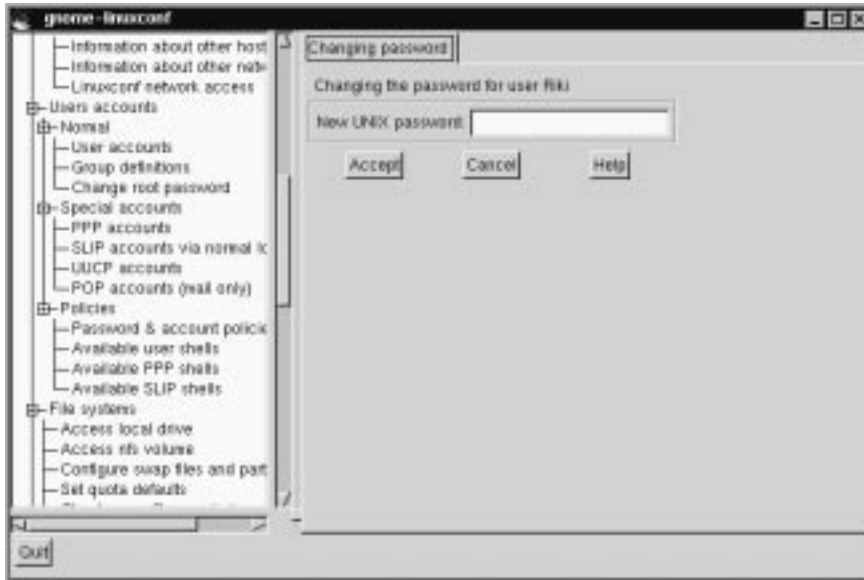 gnome-linuxconf
Information about other host
Information about other netw
Linuxconf network access
Users accounts
Normal
User accounts
Group definitions
Change root password
Special accounts
PPP accounts
SLIP accounts via normal lo
UUCP accounts
POP accounts (mail only)
Policies
Password & account policie
Available user shells
Available PPP shells
Available SLIP shells
File systems
Access local drive
Access nfs volume
Configure swap files and part
Set quota defaults
Quit
Changing password
Changing the password for user Riki
New UNIX password:
Accept
Cancel
Help